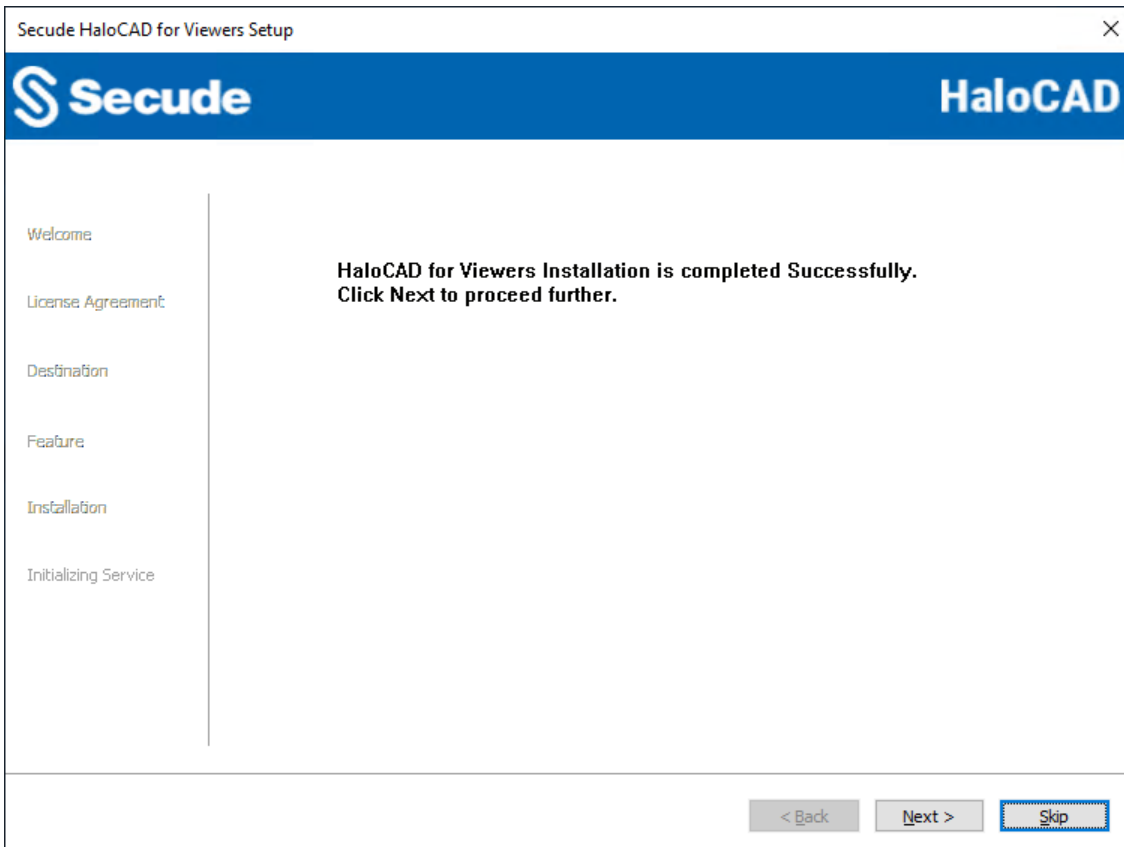 Secude HaloCAD for Viewers Setup
Secude
HaloCAD
Welcome
License Agreement
Destination
Feature
Installation
Initializing Service
HaloCAD for Viewers Installation is completed Successfully.
Click Next to proceed further.
< Back
Next >
Skip